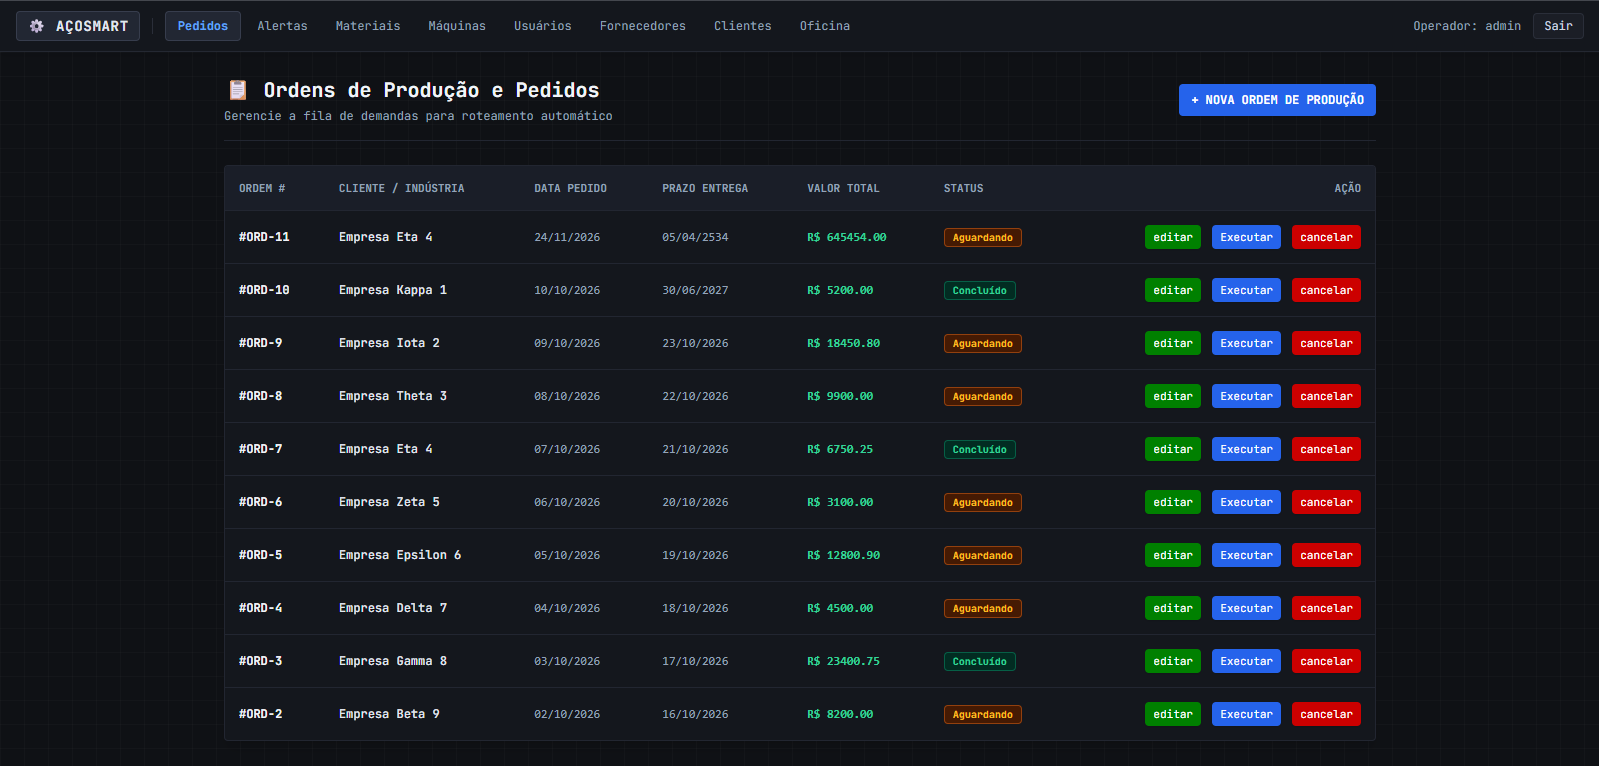 AÇOSMART Pedidos Alertas Materiais Máquinas Usuários Fornecedores Clientes Oficina Operador: admin Sair
Ordens de Produção e Pedidos
Gerencie a fila de demandas para roteamento automático
+ NOVA ORDEM DE PRODUÇÃO
ORDEM # CLIENTE / INDÚSTRIA DATA PEDIDO PRAZO ENTREGA VALOR TOTAL STATUS AÇÃO
#ORD-11 Empresa Eta 4 24/11/2026 05/04/2534 R$ 645454.00 Aguardando editar Executar cancelar
#ORD-10 Empresa Kappa 1 10/10/2026 30/06/2027 R$ 5200.00 Concluído editar Executar cancelar
#ORD-9 Empresa Iota 2 09/10/2026 23/10/2026 R$ 18450.80 Aguardando editar Executar cancelar
#ORD-8 Empresa Theta 3 08/10/2026 22/10/2026 R$ 9900.00 Aguardando editar Executar cancelar
#ORD-7 Empresa Eta 4 07/10/2026 21/10/2026 R$ 6750.25 Concluído editar Executar cancelar
#ORD-6 Empresa Zeta 5 06/10/2026 20/10/2026 R$ 3100.00 Aguardando editar Executar cancelar
#ORD-5 Empresa Epsilon 6 05/10/2026 19/10/2026 R$ 12800.90 Aguardando editar Executar cancelar
#ORD-4 Empresa Delta 7 04/10/2026 18/10/2026 R$ 4500.00 Aguardando editar Executar cancelar
#ORD-3 Empresa Gamma 8 03/10/2026 17/10/2026 R$ 23400.75 Concluído editar Executar cancelar
#ORD-2 Empresa Beta 9 02/10/2026 16/10/2026 R$ 8200.00 Aguardando editar Executar cancelar